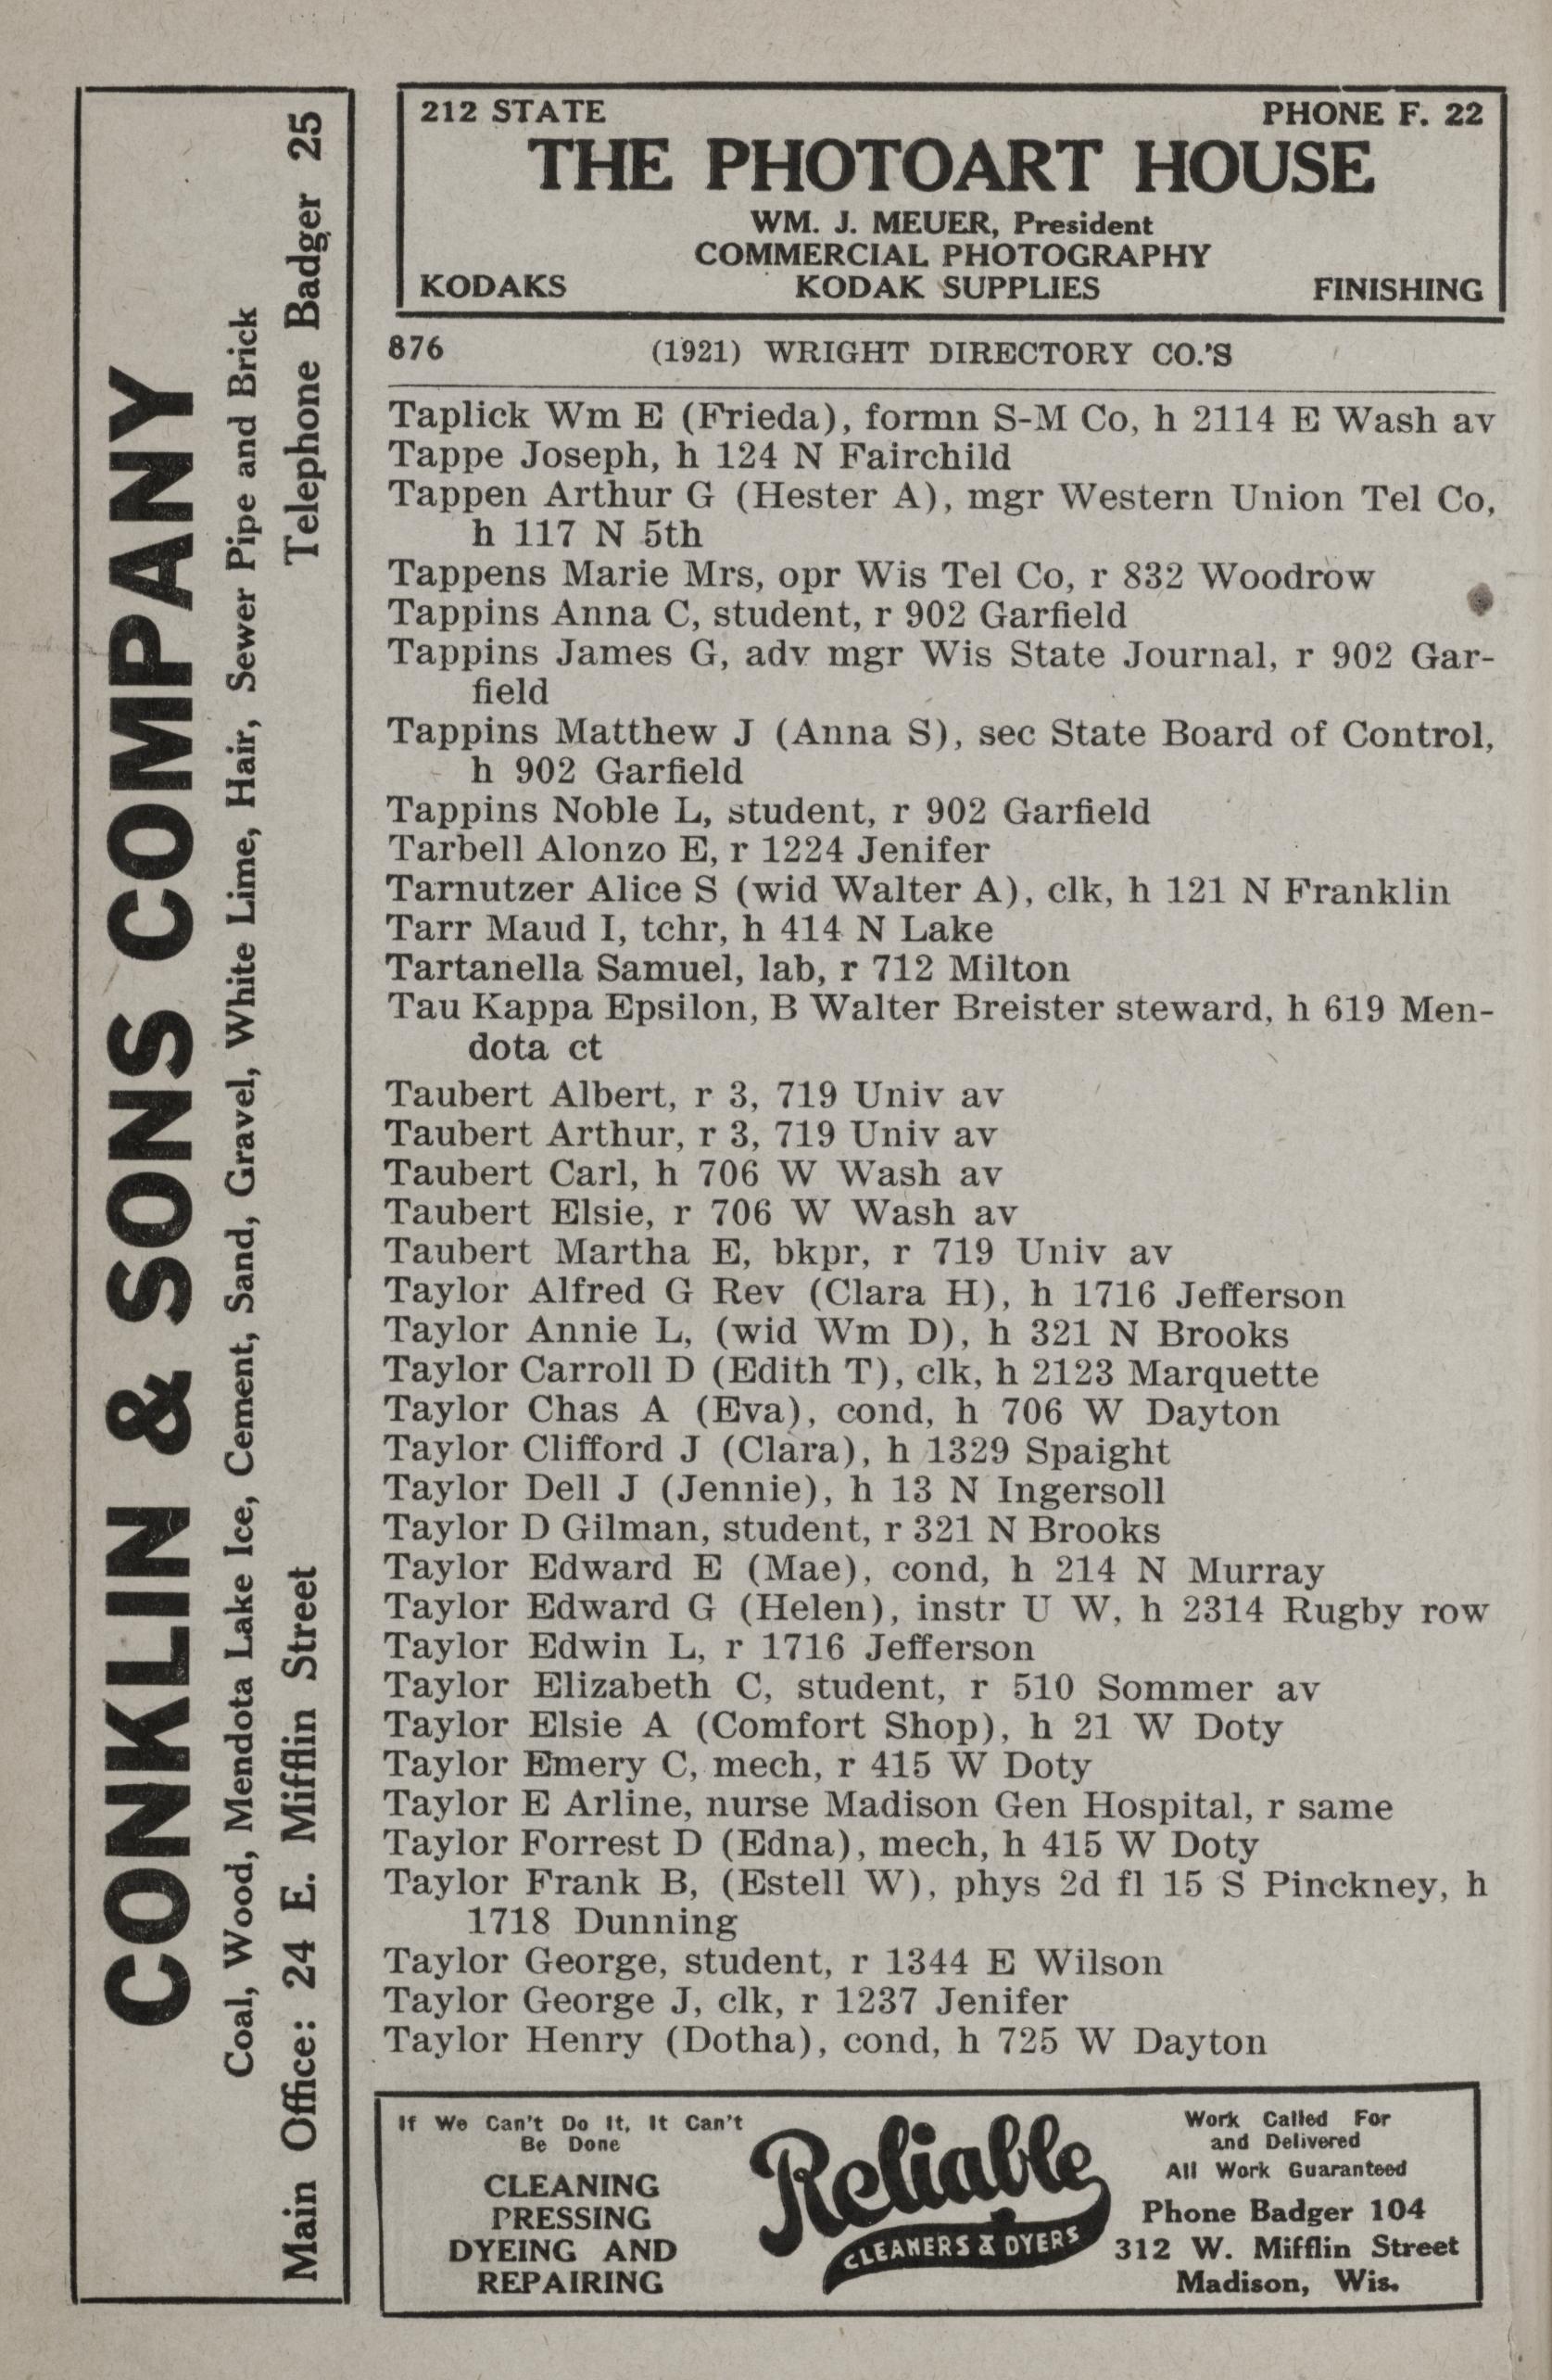 CONKLIN & SONS COMPANY
Coal, Wood, Mendota Lake Ice, Cement, Sand, Gravel, White Lime, Hair, Sewer Pipe and Brick
Main Office: 24 E. Mifflin Street Telephone Badger 25
212 STATE PHONE F. 22
THE PHOTOART HOUSE
WM. J. MEUER, President
COMMERCIAL PHOTOGRAPHY
KODAKS KODAK SUPPLIES FINISHING
876 (1921) WRIGHT DIRECTORY CO.'S
Taplick Wm E (Frieda), formn S-M Co, h 2114 E Wash av
Tappe Joseph, h 124 N Fairchild
Tappen Arthur G (Hester A), mgr Western Union Tel Co,
h 117 N 5th
Tappens Marie Mrs, opr Wis Tel Co, r 832 Woodrow
Tappins Anna C, student, r 902 Garfield
Tappins James G, adv mgr Wis State Journal, r 902 Gar-
field
Tappins Matthew J (Anna S), sec State Board of Control,
h 902 Garfield
Tappins Noble L, student, r 902 Garfield
Tarbell Alonzo E, r 1224 Jenifer
Tarnutzer Alice S (wid Walter A), clk, h 121 N Franklin
Tarr Maud I, tchr, h 414 N Lake
Tartanella Samuel, lab, r 712 Milton
Tau Kappa Epsilon, B Walter Breister steward, h 619 Men-
dota ct
Taubert Albert, r 3, 719 Univ av
Taubert Arthur, r 3, 719 Univ av
Taubert Carl, h 706 W Wash av
Taubert Elsie, r 706 W Wash av
Taubert Martha E, bkpr, r 719 Univ av
Taylor Alfred G Rev (Clara H), h 1716 Jefferson
Taylor Annie L, (wid Wm D), h 321 N Brooks
Taylor Carroll D (Edith T), clk, h 2123 Marquette
Taylor Chas A (Eva), cond, h 706 W Dayton
Taylor Clifford J (Clara), h 1329 Spaight
Taylor Dell J (Jennie), h 13 N Ingersoll
Taylor D Gilman, student, r 321 N Brooks
Taylor Edward E (Mae), cond, h 214 N Murray
Taylor Edward G (Helen), instr U W, h 2314 Rugby row
Taylor Edwin L, r 1716 Jefferson
Taylor Elizabeth C, student, r 510 Sommer av
Taylor Elsie A (Comfort Shop), h 21 W Doty
Taylor Emery C, mech, r 415 W Doty
Taylor E Arline, nurse Madison Gen Hospital, r same
Taylor Forrest D (Edna), mech, h 415 W Doty
Taylor Frank B, (Estell W), phys 2d fl 15 S Pinckney, h
1718 Dunning
Taylor George, student, r 1344 E Wilson
Taylor George J, clk, r 1237 Jenifer
Taylor Henry (Dotha), cond, h 725 W Dayton
If We Can't Do It, It Can't
Be Done
CLEANING
PRESSING
DYEING AND
REPAIRING
Reliable
CLEANERS & DYERS
Work Called For
and Delivered
All Work Guaranteed
Phone Badger 104
312 W. Mifflin Street
Madison, Wis.